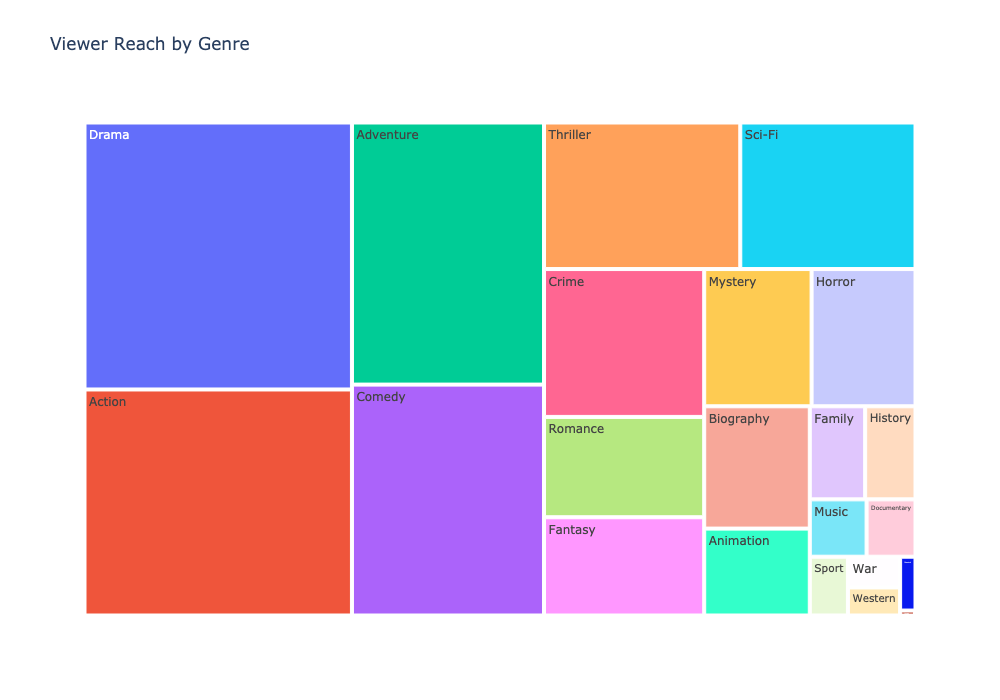 Viewer Reach by Genre
Drama
Adventure
Thriller
Sci-Fi
Crime
Mystery
Horror
Action
Comedy
Romance
Biography
Family
History
Music
Documentary
Fantasy
Animation
Sport
War
Western